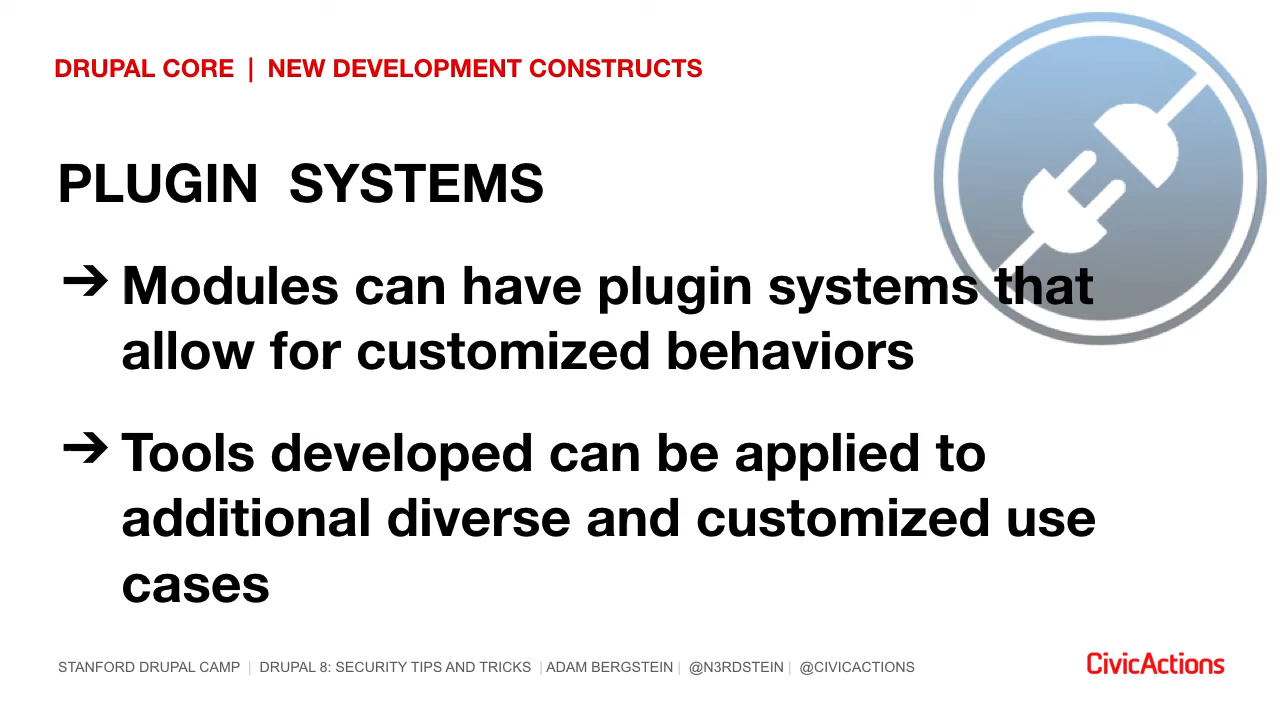 DRUPAL CORE | NEW DEVELOPMENT CONSTRUCTS
PLUGIN SYSTEMS
➔ Modules can have plugin systems that
allow for customized behaviors
➔ Tools developed can be applied to
additional diverse and customized use
cases
STANFORD DRUPAL CAMP | DRUPAL 8: SECURITY TIPS AND TRICKS | ADAM BERGSTEIN | @N3RDSTEIN | @CIVICACTIONS
CivicActions